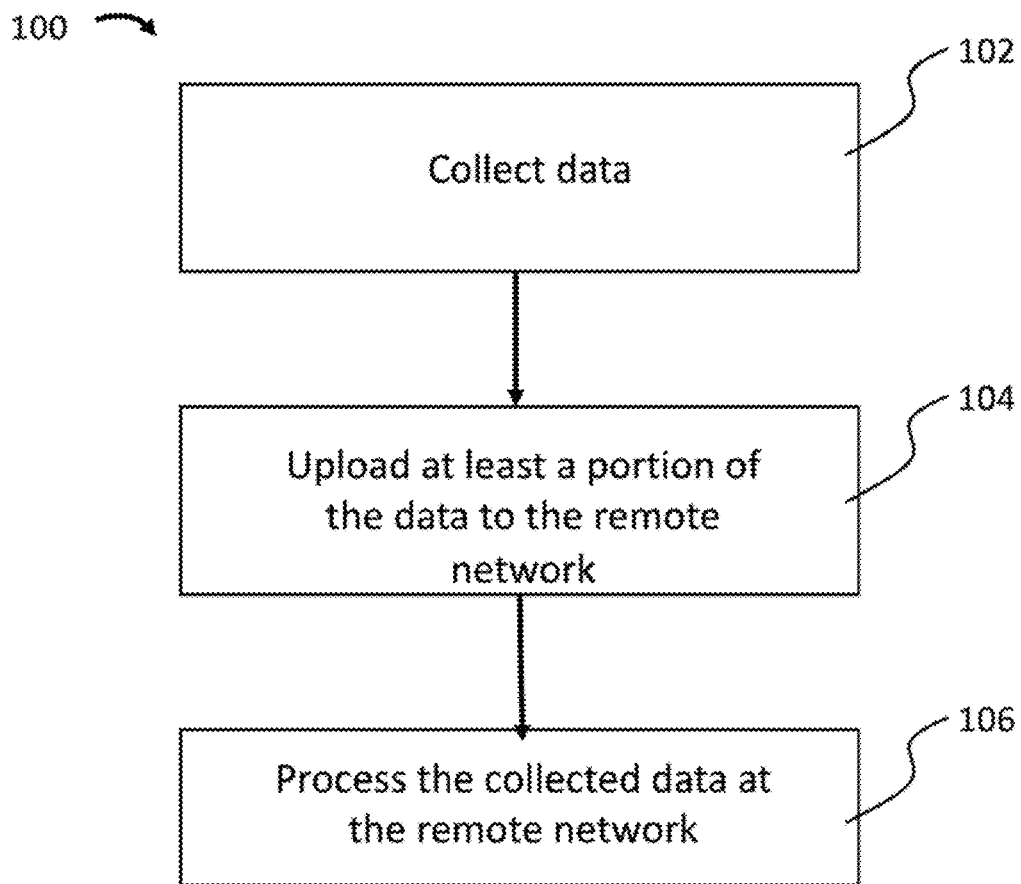 100
102
Collect data
104
Upload at least a portion of
the data to the remote
network
106
Process the collected data at
the remote network